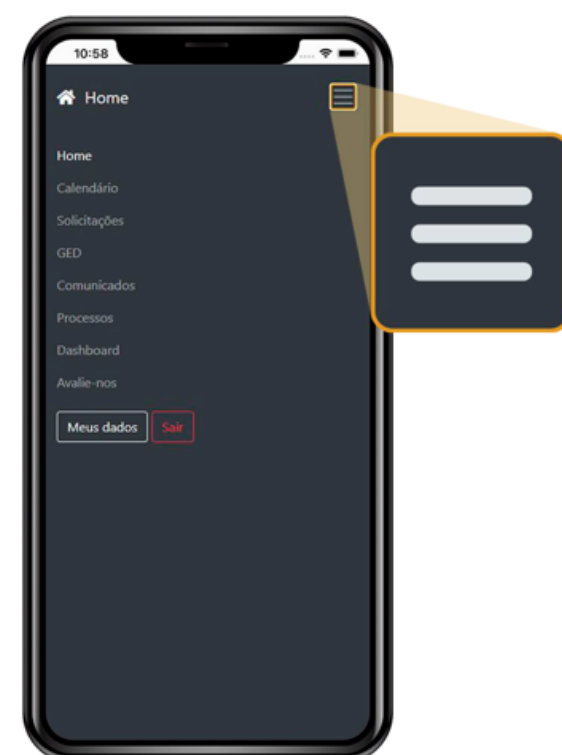 10:58
Home
Home
Calendário
Solicitações
GED
Comunicados
Processos
Dashboard
Avalie-nos
Meus dados Sair